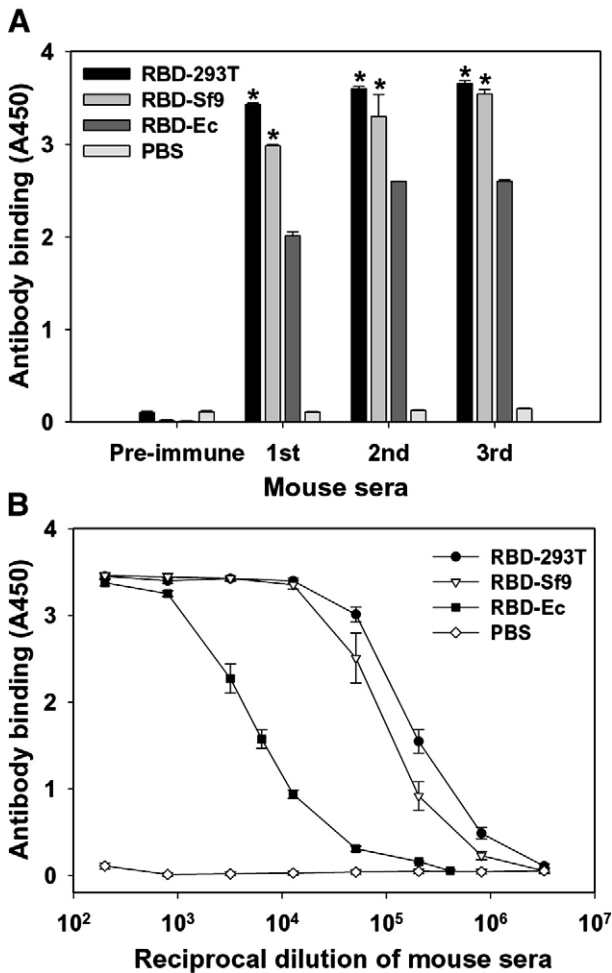 A
Antibody binding (A450)
4
3
2
1
0
RBD-293T
RBD-Sf9
RBD-Ec
PBS
* * * * * *
Pre-immune 1st 2nd 3rd
Mouse sera
B
Antibody binding (A450)
4
3
2
1
0
RBD-293T
RBD-Sf9
RBD-Ec
PBS
10² 10³ 10⁴ 10⁵ 10⁶ 10⁷
Reciprocal dilution of mouse sera